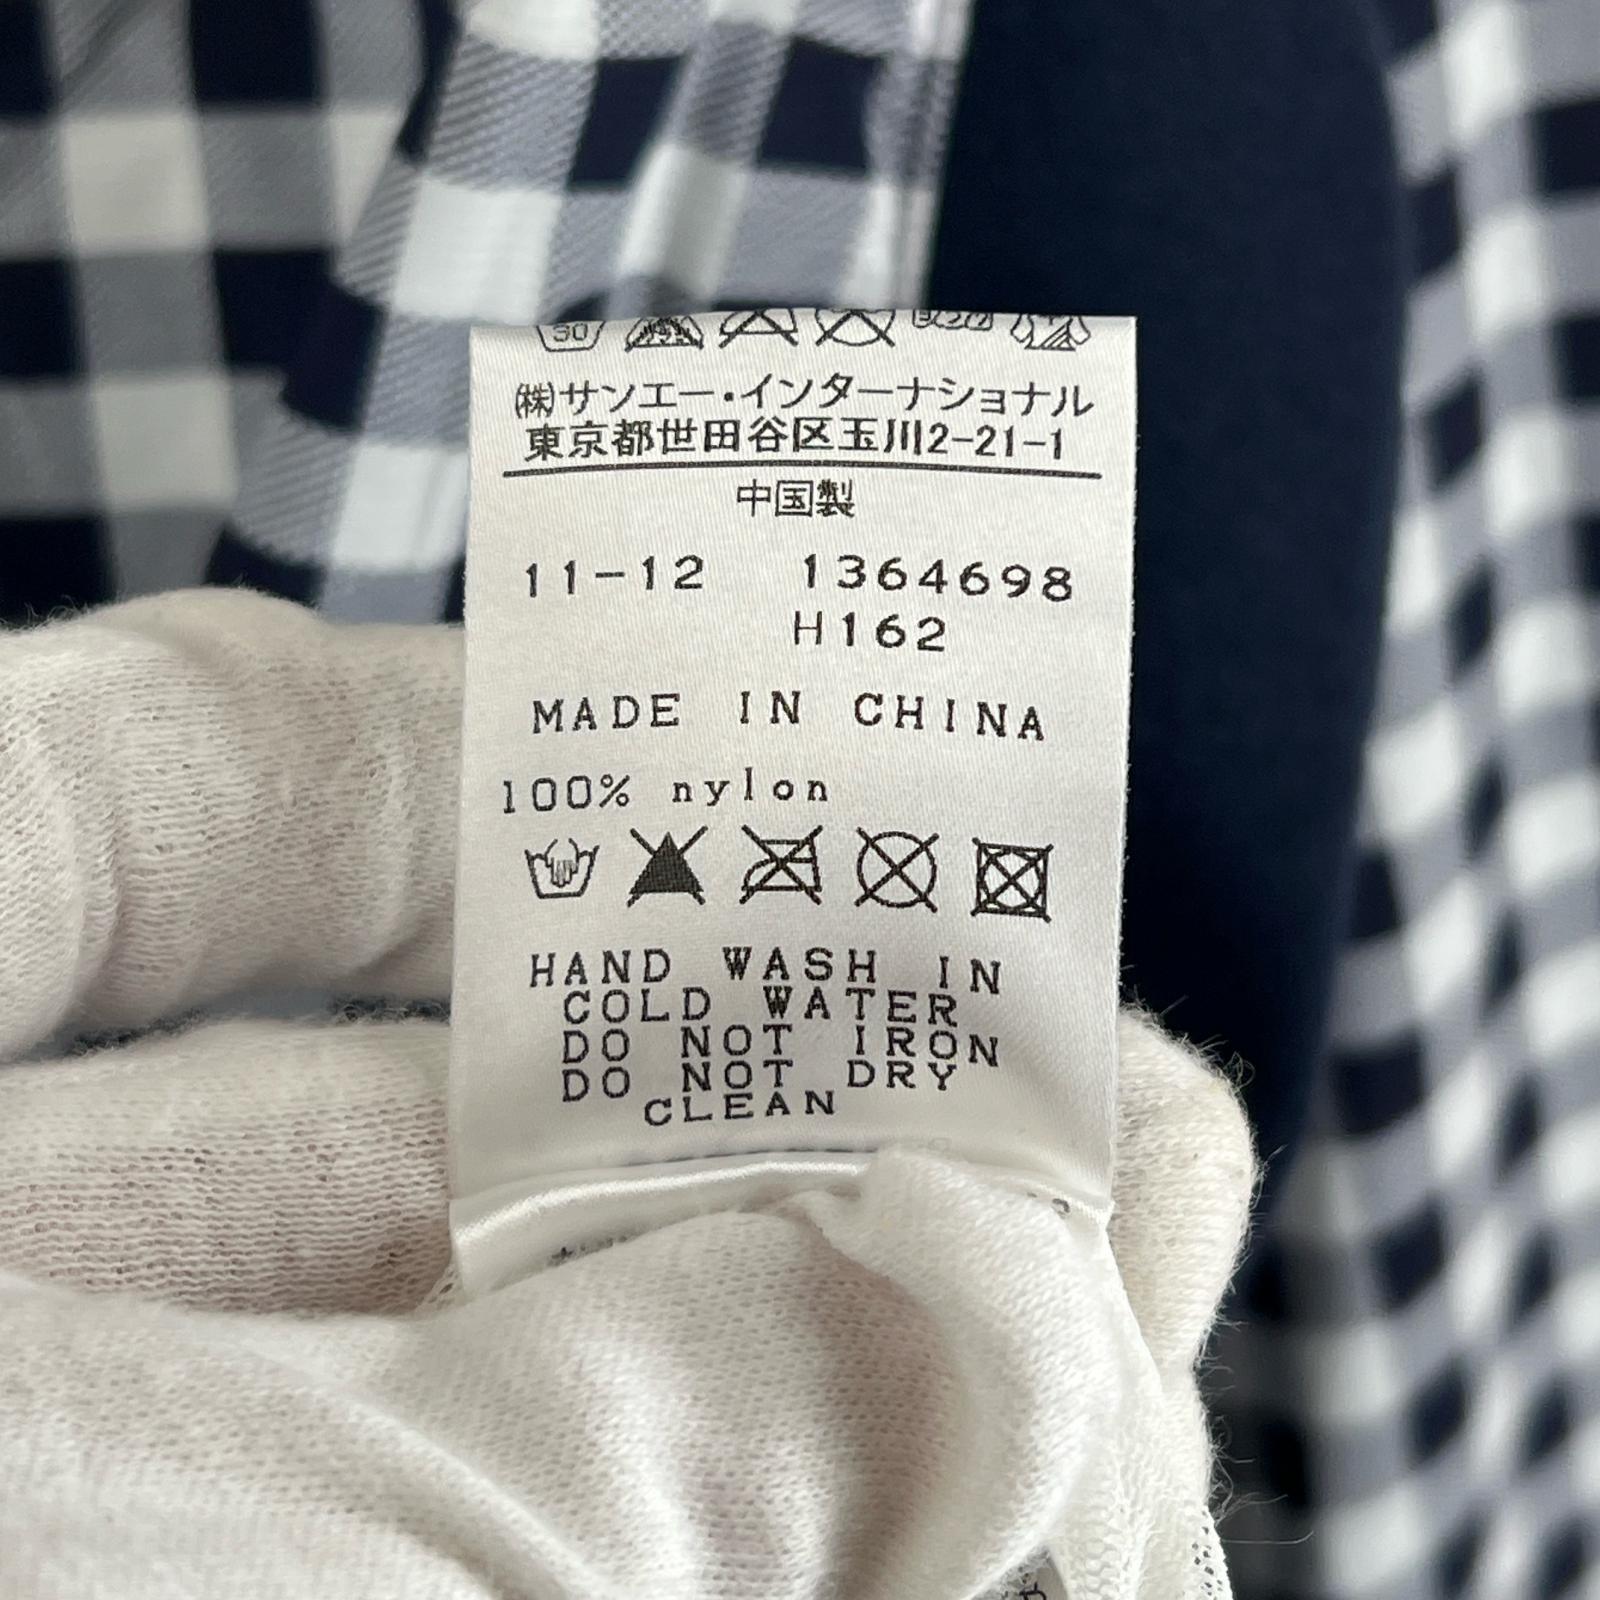 30
㈱サンエー・インターナショナル
東京都世田谷区玉川2-21-1
中国製
11-12 1364698
H162
MADE IN CHINA
100% nylon
HAND WASH IN
COLD WATER
DO NOT IRON
DO NOT DRY
CLEAN